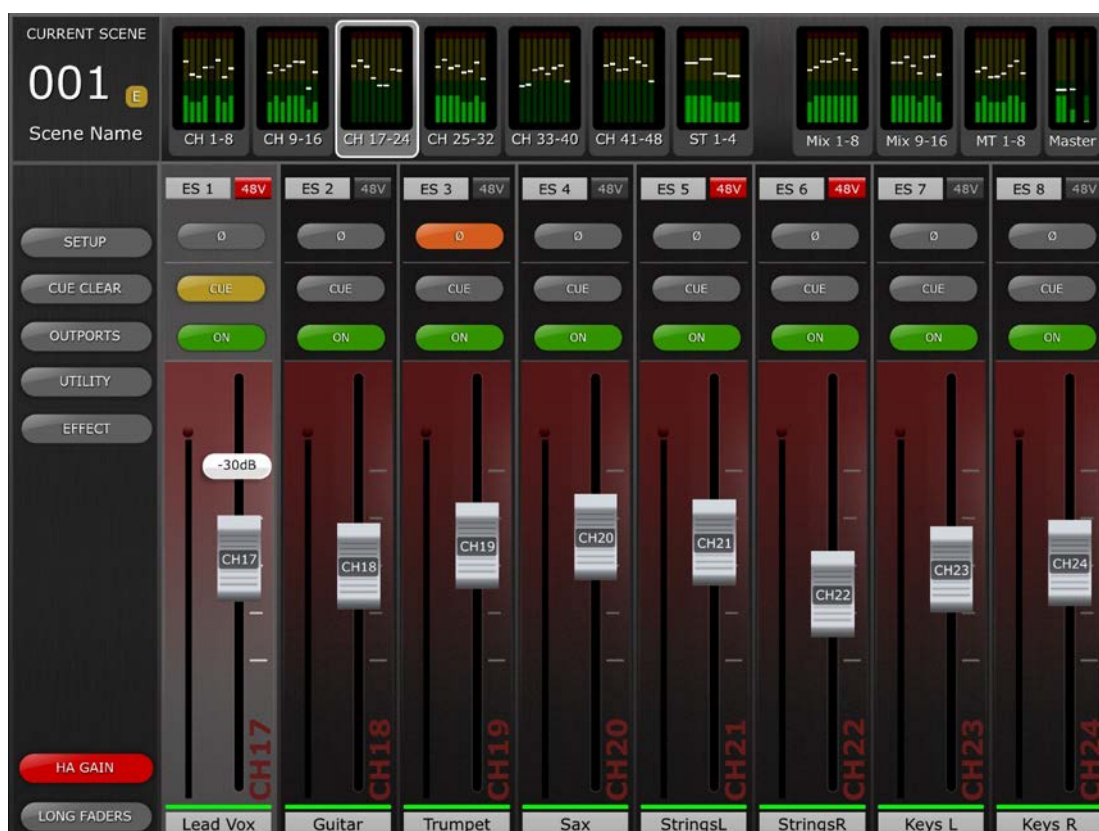 CURRENT SCENE
001 E
Scene Name
CH 1-8 CH 9-16 CH 17-24 CH 25-32 CH 33-40 CH 41-48 ST 1-4 Mix 1-8 Mix 9-16 MT 1-8 Master
ES 1 48V ES 2 48V ES 3 48V ES 4 48V ES 5 48V ES 6 48V ES 7 48V ES 8 48V
SETUP Ø Ø Ø Ø Ø Ø Ø Ø
CUE CLEAR CUE CUE CUE CUE CUE CUE CUE CUE
OUTPORTS ON ON ON ON ON ON ON ON
UTILITY
EFFECT
-30dB
CH17 CH18 CH19 CH20 CH21 CH22 CH23 CH24
CH17 CH18 CH19 CH20 CH21 CH22 CH23 CH24
HA GAIN
LONG FADERS
Lead Vox Guitar Trumpet Sax StringsL StringsR Keys L Keys R